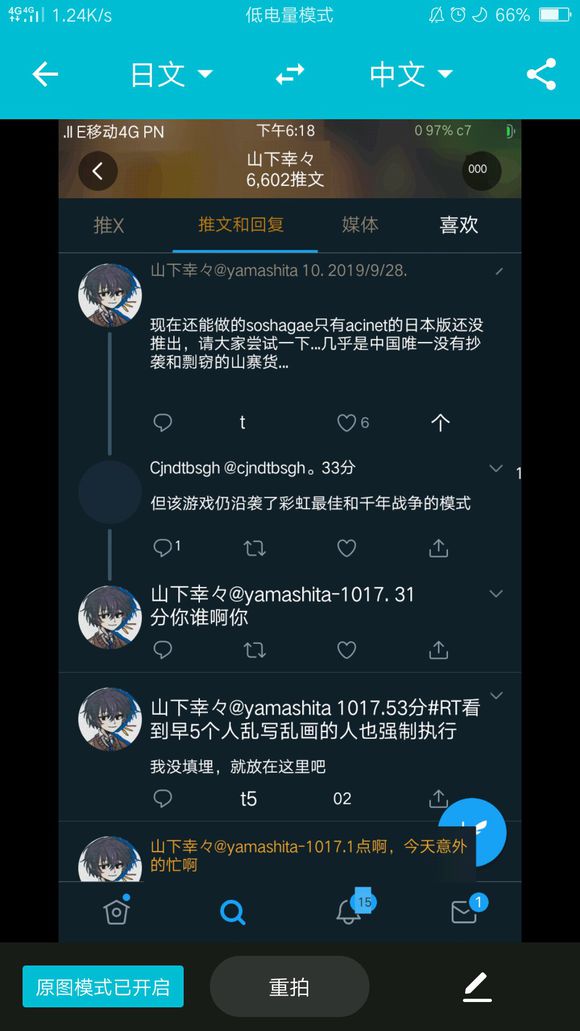 4G 4G 1.24K/s 低电量模式 66%
日文 中文
.ll E移动4G PN 下午6:18 0 97% c7
山下幸々
6,602推文
000
推X 推文和回复 媒体 喜欢
山下幸々@yamashita 10. 2019/9/28.
现在还能做的soshagae只有acinet的日本版还没
推出，请大家尝试一下...几乎是中国唯一没有抄
袭和剽窃的山寨货...
t 6 个
Cjndtbsgh @cjndtbsgh。33分
1
但该游戏仍沿袭了彩虹最佳和千年战争的模式
1
山下幸々@yamashita-1017. 31
分你谁啊你
山下幸々@yamashita 1017.53分#RT看
到早5个人乱写乱画的人也强制执行
我没填埋，就放在这里吧
t5 02
山下幸々@yamashita-1017.1点啊，今天意外
的忙啊
15 1
原图模式已开启 重拍